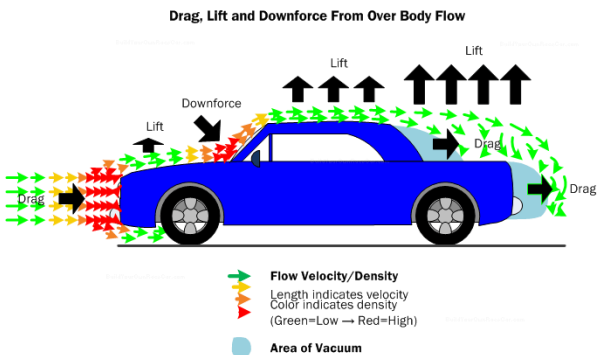 Drag, Lift and Downforce From Over Body Flow
Lift
Lift
Downforce
Lift
Drag
Drag
Drag
Flow Velocity/Density
Length indicates velocity
Color indicates density
(Green=Low → Red=High)
Area of Vacuum